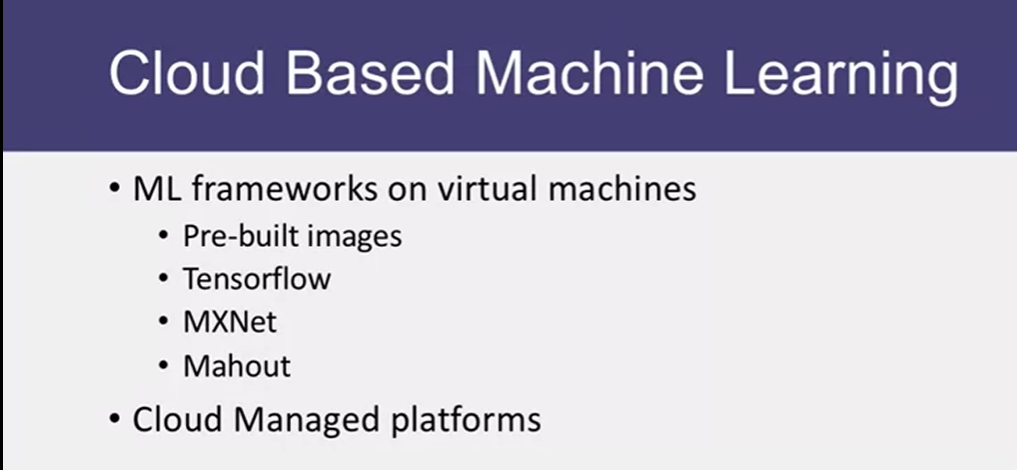 Cloud Based Machine Learning
• ML frameworks on virtual machines
• Pre-built images
• Tensorflow
• MXNet
• Mahout
• Cloud Managed platforms